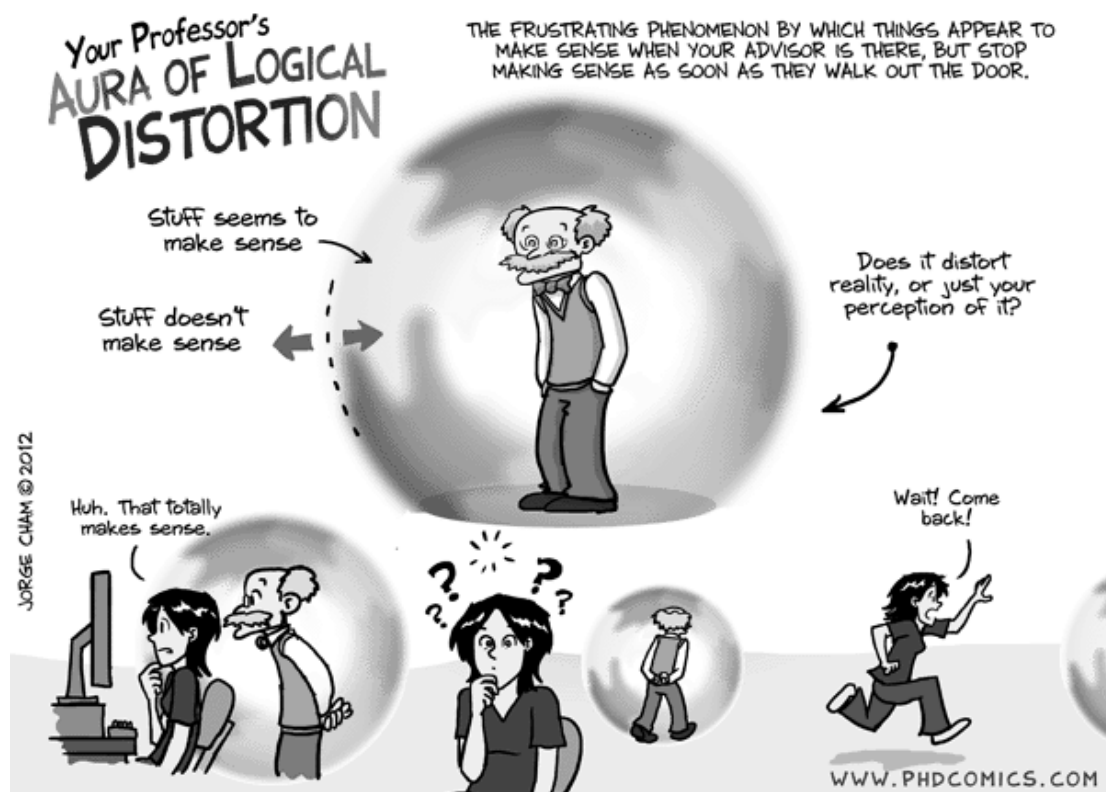 Your Professor's
AURA OF LOGICAL
DISTORTION
THE FRUSTRATING PHENOMENON BY WHICH THINGS APPEAR TO
MAKE SENSE WHEN YOUR ADVISOR IS THERE, BUT STOP
MAKING SENSE AS SOON AS THEY WALK OUT THE DOOR.
Stuff seems to
make sense
Stuff doesn't
make sense
Does it distort
reality, or just your
perception of it?
JORGE CHAM © 2012
Huh. That totally
makes sense.
? ? ? ?
Wait! Come
back!
WWW.PHDCOMICS.COM